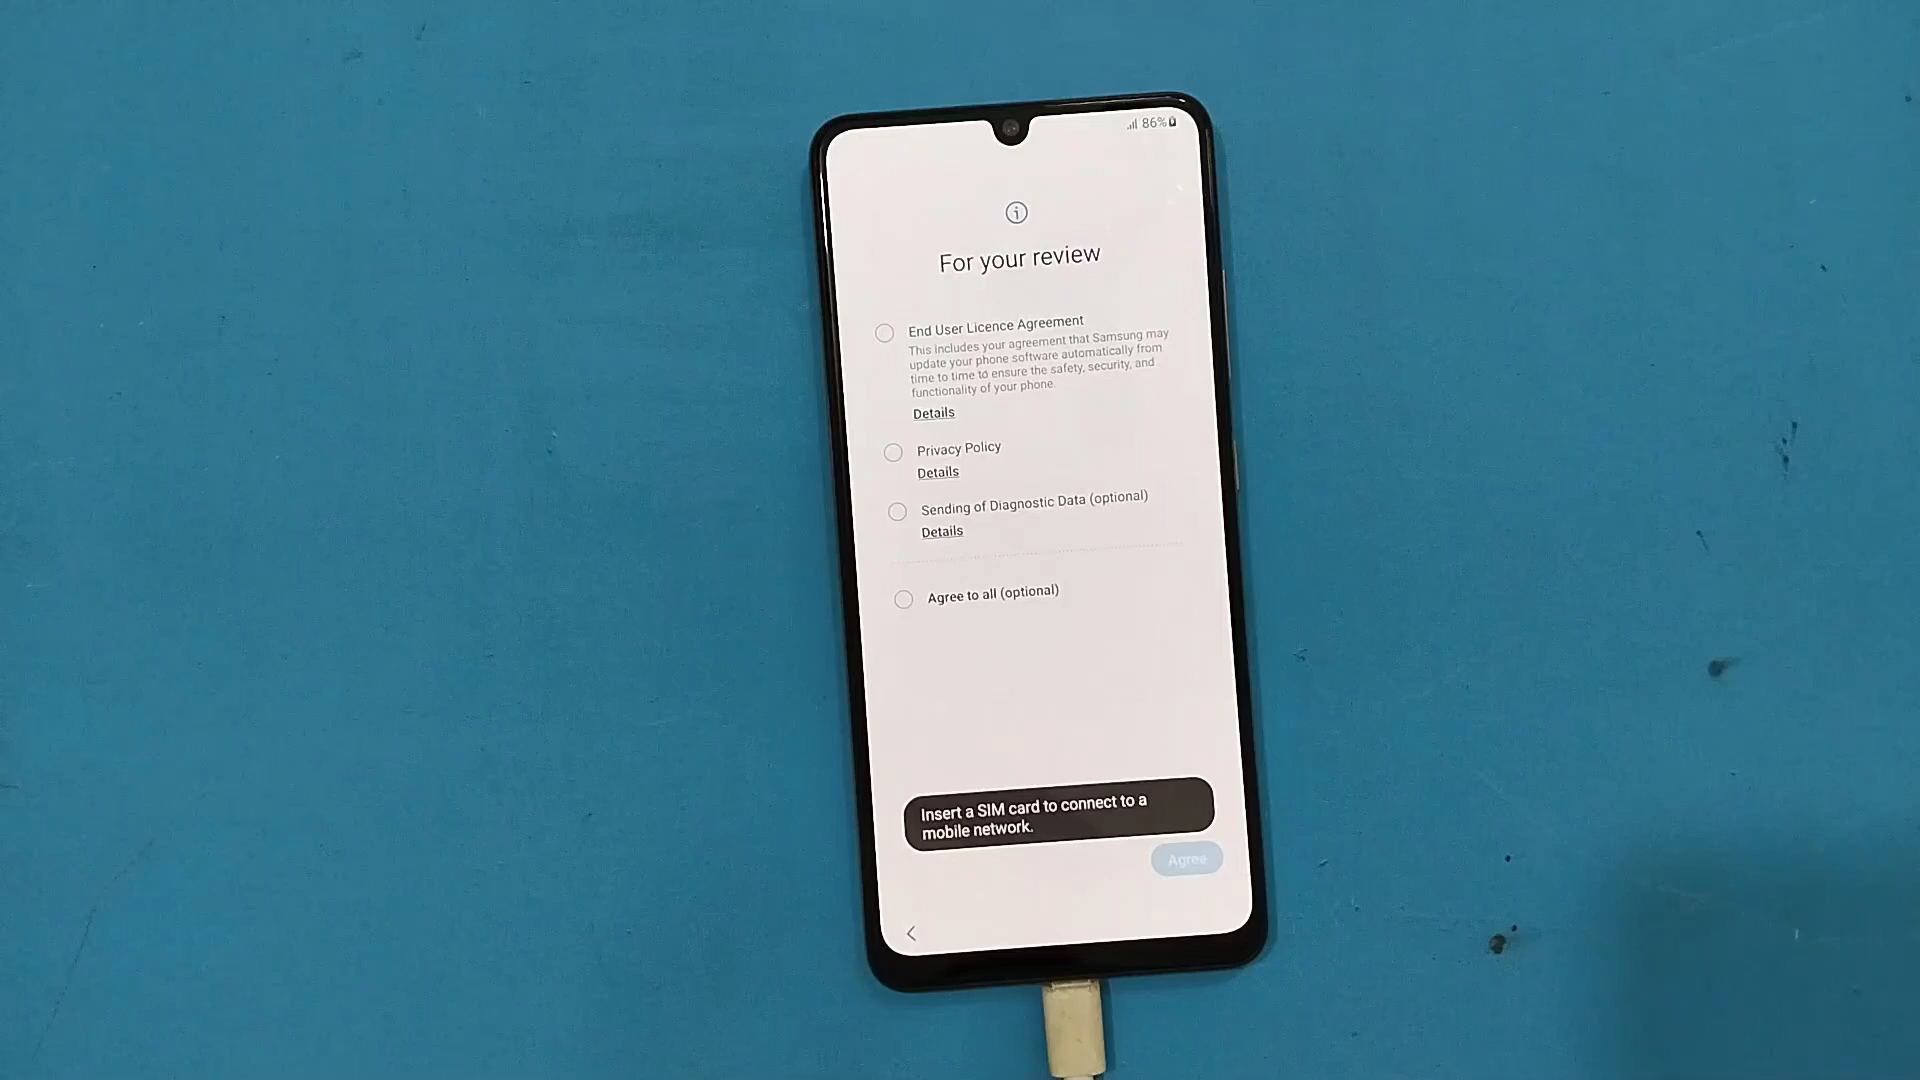 86%
For your review
End User Licence Agreement
This includes your agreement that Samsung may
update your phone software automatically from
time to time to ensure the safety, security, and
functionality of your phone.
Details
Privacy Policy
Details
Sending of Diagnostic Data (optional)
Details
Agree to all (optional)
Insert a SIM card to connect to a
mobile network.
Agree